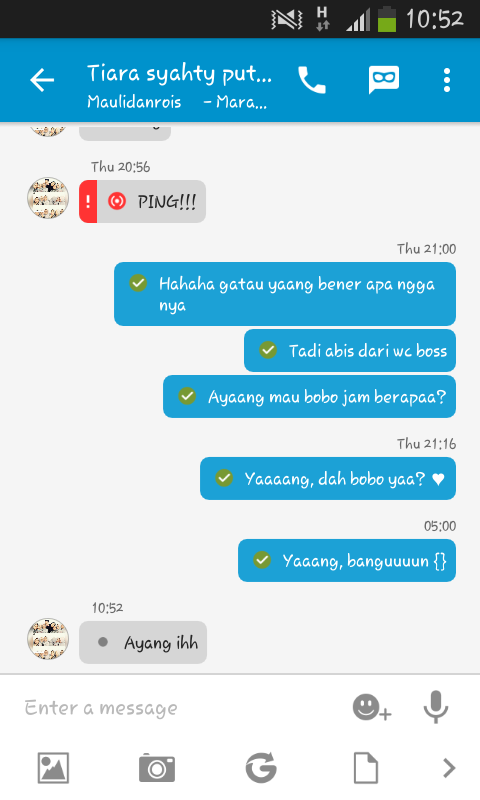 H
10:52
Tiara syahty put...
Maulidanrois - Mara...
Thu 20:56
! PING!!!
Thu 21:00
Hahaha gatau yaang bener apa ngga
nya
Tadi abis dari wc boss
Ayaang mau bobo jam berapaa?
Thu 21:16
Yaaaang, dah bobo yaa? ♥
05:00
Yaaang, banguuuun {}
10:52
Ayang ihh
Enter a message